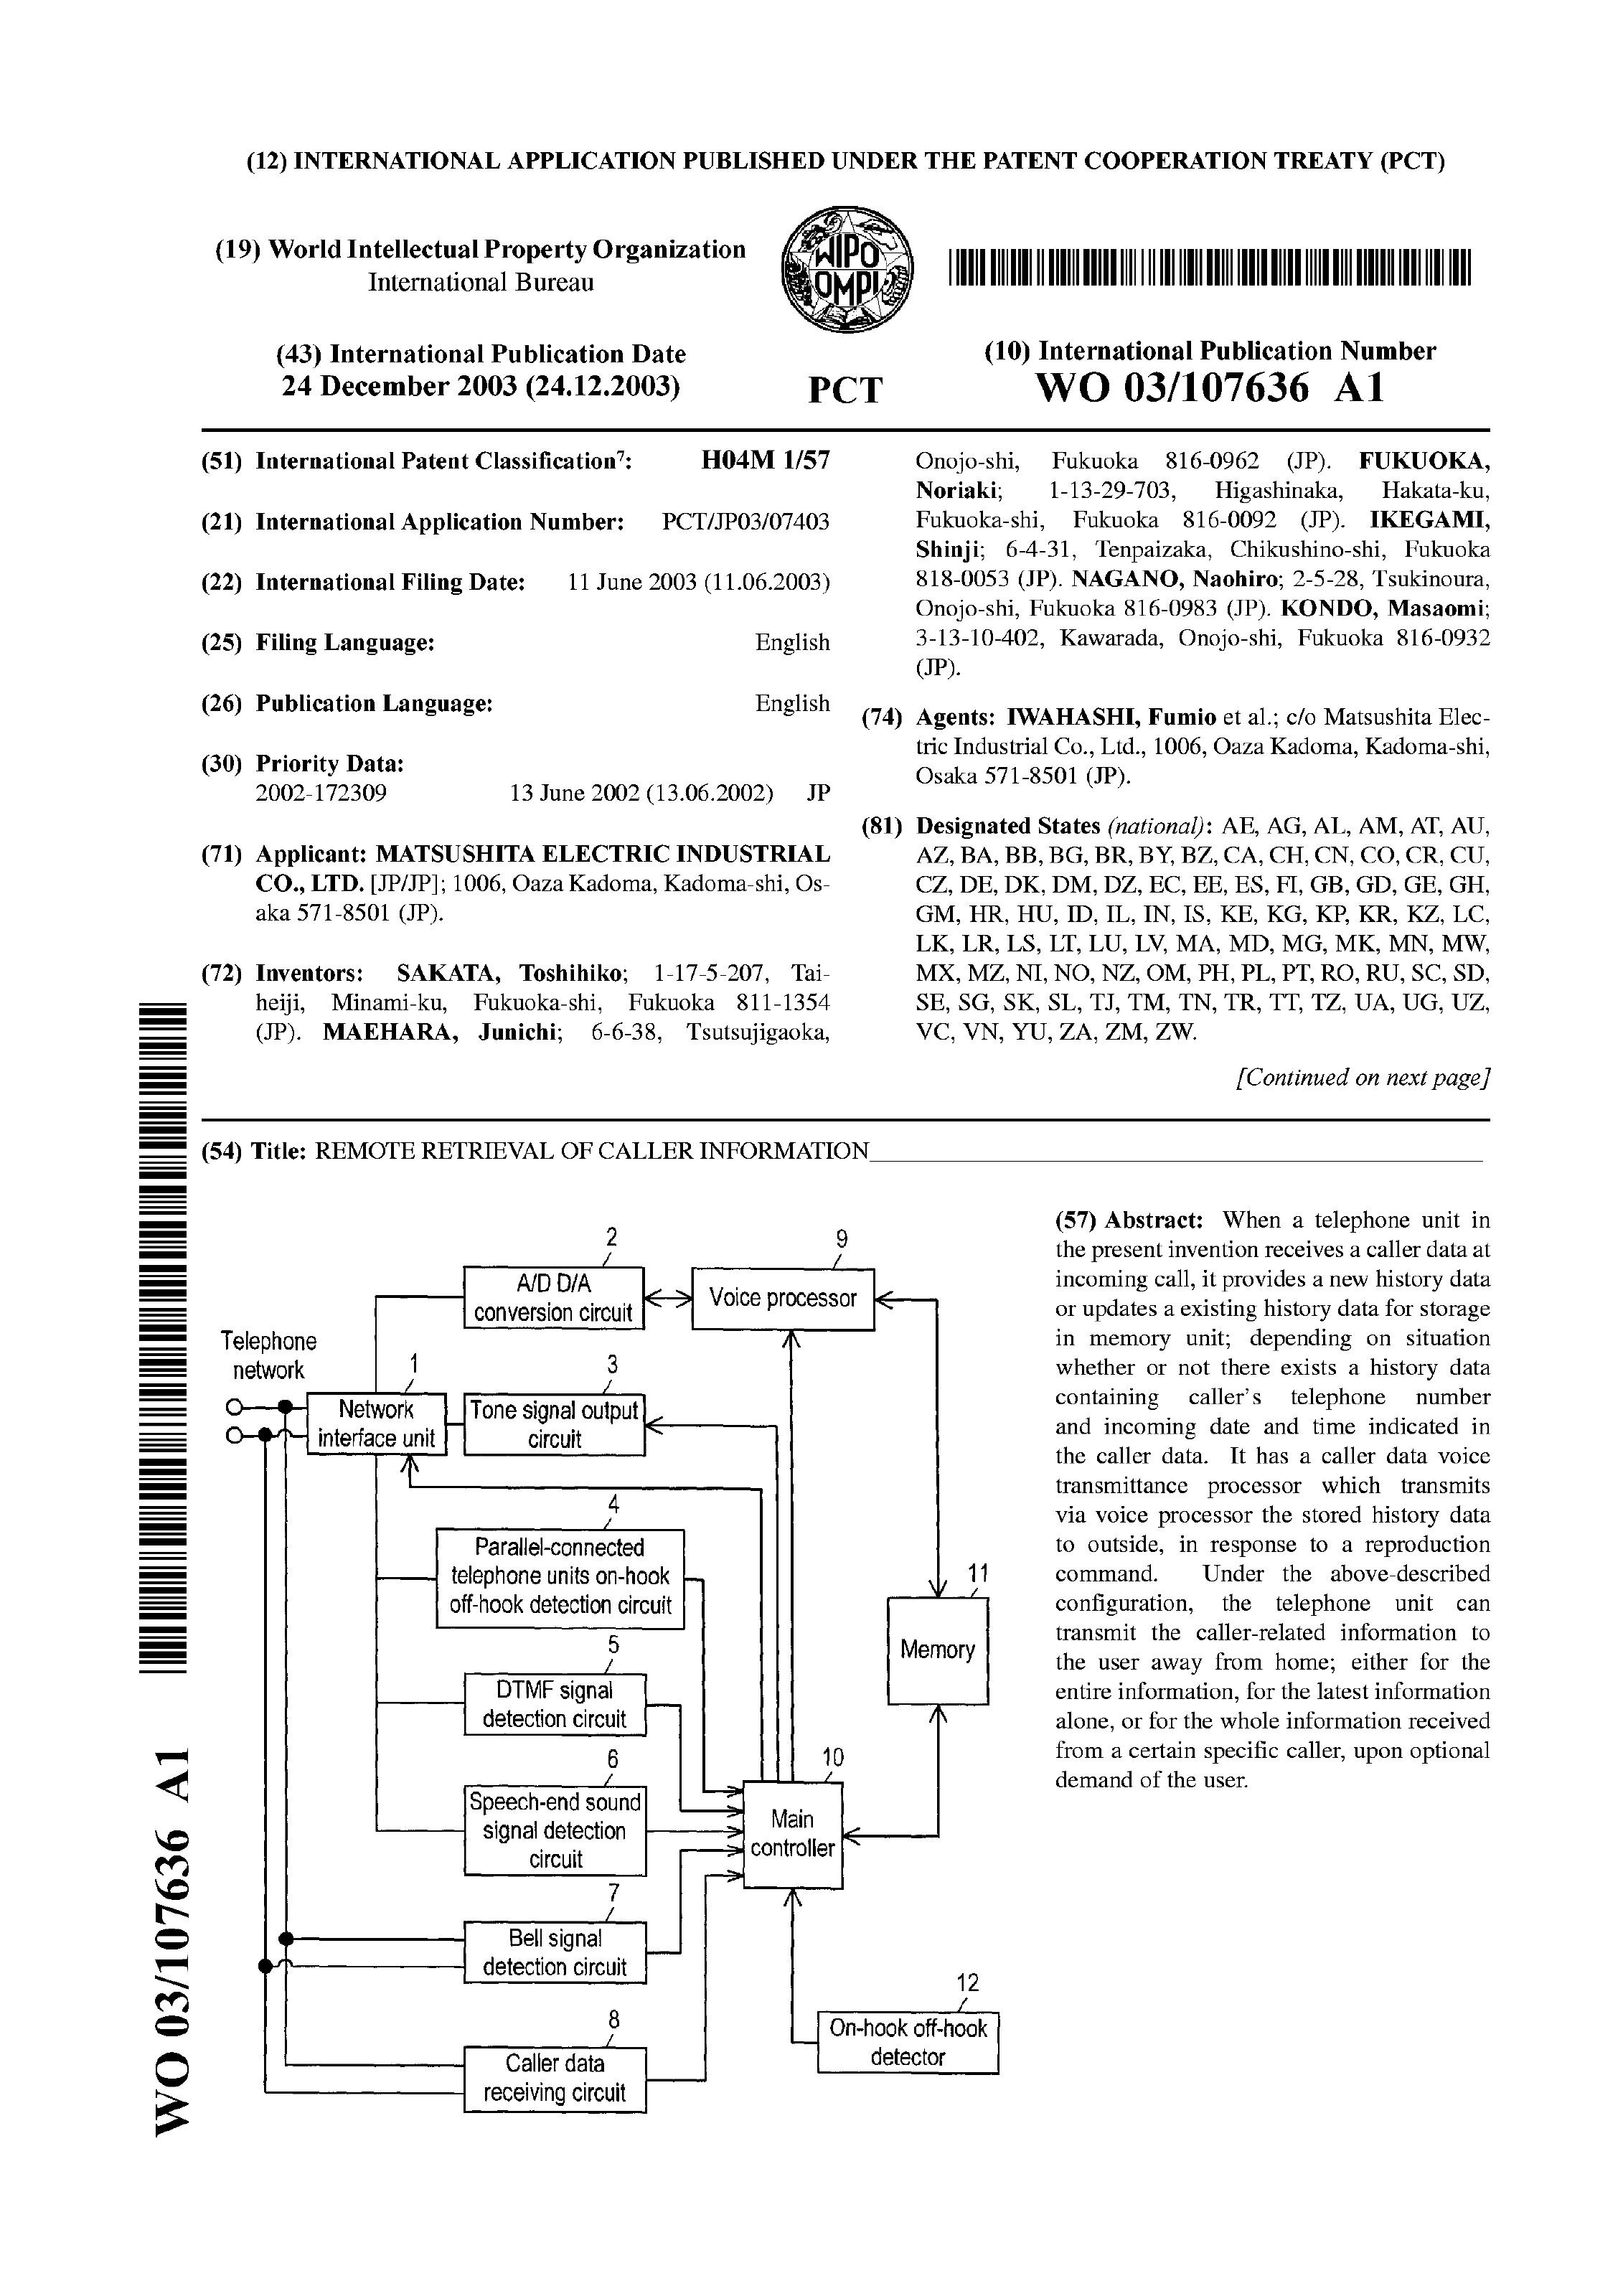 (12) INTERNATIONAL APPLICATION PUBLISHED UNDER THE PATENT COOPERATION TREATY (PCT)
(19) World Intellectual Property Organization
International Bureau
WIPO
OMPI
(43) International Publication Date
24 December 2003 (24.12.2003)
PCT
(10) International Publication Number
WO 03/107636 A1
(51) International Patent Classification⁷: H04M 1/57
(21) International Application Number: PCT/JP03/07403
(22) International Filing Date: 11 June 2003 (11.06.2003)
(25) Filing Language: English
(26) Publication Language: English
(30) Priority Data:
2002-172309 13 June 2002 (13.06.2002) JP
(71) Applicant: MATSUSHITA ELECTRIC INDUSTRIAL
CO., LTD. [JP/JP]; 1006, Oaza Kadoma, Kadoma-shi, Os-
aka 571-8501 (JP).
(72) Inventors: SAKATA, Toshihiko; 1-17-5-207, Tai-
heiji, Minami-ku, Fukuoka-shi, Fukuoka 811-1354
(JP). MAEHARA, Junichi; 6-6-38, Tsutsujigaoka,
Onojo-shi, Fukuoka 816-0962 (JP). FUKUOKA,
Noriaki; 1-13-29-703, Higashinaka, Hakata-ku,
Fukuoka-shi, Fukuoka 816-0092 (JP). IKEGAMI,
Shinji; 6-4-31, Tenpaizaka, Chikushino-shi, Fukuoka
818-0053 (JP). NAGANO, Naohiro; 2-5-28, Tsukinoura,
Onojo-shi, Fukuoka 816-0983 (JP). KONDO, Masaomi;
3-13-10-402, Kawarada, Onojo-shi, Fukuoka 816-0932
(JP).
(74) Agents: IWAHASHI, Fumio et al.; c/o Matsushita Elec-
tric Industrial Co., Ltd., 1006, Oaza Kadoma, Kadoma-shi,
Osaka 571-8501 (JP).
(81) Designated States (national): AE, AG, AL, AM, AT, AU,
AZ, BA, BB, BG, BR, BY, BZ, CA, CH, CN, CO, CR, CU,
CZ, DE, DK, DM, DZ, EC, EE, ES, FI, GB, GD, GE, GH,
GM, HR, HU, ID, IL, IN, IS, KE, KG, KP, KR, KZ, LC,
LK, LR, LS, LT, LU, LV, MA, MD, MG, MK, MN, MW,
MX, MZ, NI, NO, NZ, OM, PH, PL, PT, RO, RU, SC, SD,
SE, SG, SK, SL, TJ, TM, TN, TR, TT, TZ, UA, UG, UZ,
VC, VN, YU, ZA, ZM, ZW.
[Continued on next page]
(54) Title: REMOTE RETRIEVAL OF CALLER INFORMATION
Telephone
network
1
Network
interface unit
2
A/D D/A
conversion circuit
9
Voice processor
3
Tone signal output
circuit
4
Parallel-connected
telephone units on-hook
off-hook detection circuit
5
DTMF signal
detection circuit
6
Speech-end sound
signal detection
circuit
7
Bell signal
detection circuit
8
Caller data
receiving circuit
10
Main
controller
11
Memory
12
On-hook off-hook
detector
(57) Abstract: When a telephone unit in
the present invention receives a caller data at
incoming call, it provides a new history data
or updates a existing history data for storage
in memory unit; depending on situation
whether or not there exists a history data
containing caller's telephone number
and incoming date and time indicated in
the caller data. It has a caller data voice
transmittance processor which transmits
via voice processor the stored history data
to outside, in response to a reproduction
command. Under the above-described
configuration, the telephone unit can
transmit the caller-related information to
the user away from home; either for the
entire information, for the latest information
alone, or for the whole information received
from a certain specific caller, upon optional
demand of the user.
WO 03/107636 A1